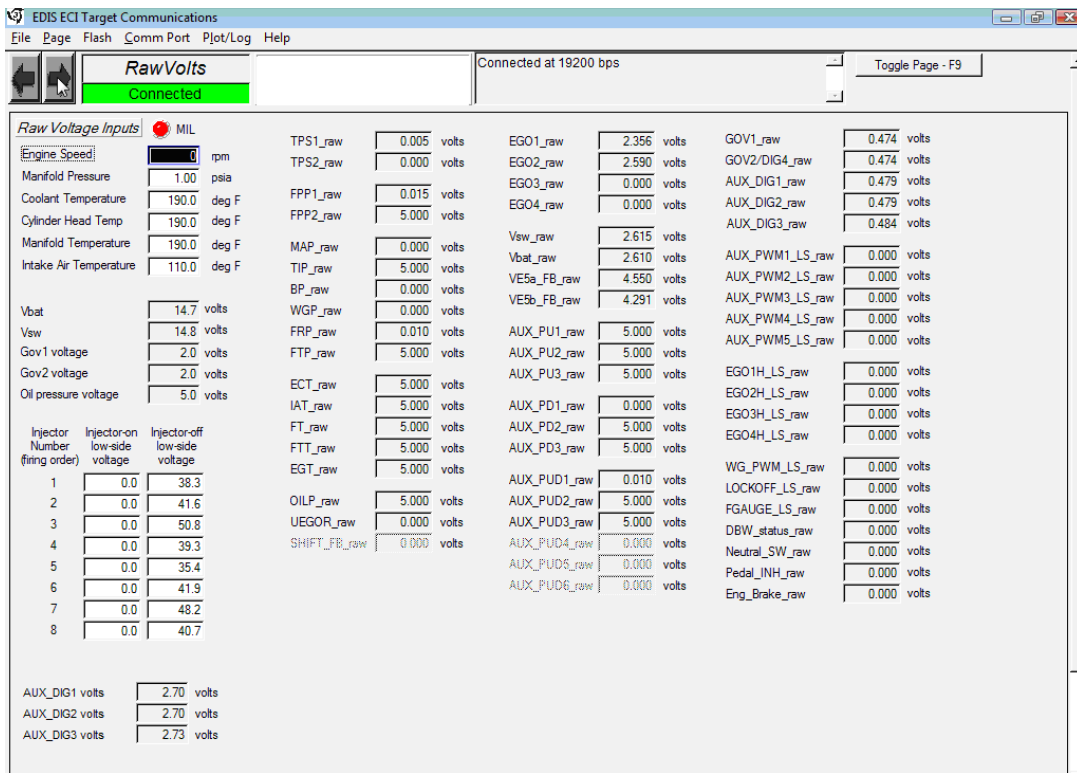 EDIS ECI Target Communications
File Page Flash Comm Port Plot/Log Help
RawVolts
Connected
Connected at 19200 bps
Toggle Page - F9
Raw Voltage Inputs MIL
Engine Speed 0 rpm
Manifold Pressure 1.00 psia
Coolant Temperature 190.0 deg F
Cylinder Head Temp 190.0 deg F
Manifold Temperature 190.0 deg F
Intake Air Temperature 110.0 deg F
Vbat 14.7 volts
Vsw 14.8 volts
Gov1 voltage 2.0 volts
Gov2 voltage 2.0 volts
Oil pressure voltage 5.0 volts
Injector Injector-on Injector-off
Number low-side low-side
(firing order) voltage voltage
1 0.0 38.3
2 0.0 41.6
3 0.0 50.8
4 0.0 39.3
5 0.0 35.4
6 0.0 41.9
7 0.0 48.2
8 0.0 40.7
AUX_DIG1 volts 2.70 volts
AUX_DIG2 volts 2.70 volts
AUX_DIG3 volts 2.73 volts
TPS1_raw 0.005 volts
TPS2_raw 0.000 volts
FPP1_raw 0.015 volts
FPP2_raw 5.000 volts
MAP_raw 0.000 volts
TIP_raw 5.000 volts
BP_raw 0.000 volts
WGP_raw 0.000 volts
FRP_raw 0.010 volts
FTP_raw 5.000 volts
ECT_raw 5.000 volts
IAT_raw 5.000 volts
FT_raw 5.000 volts
FTT_raw 5.000 volts
EGT_raw 5.000 volts
OILP_raw 5.000 volts
UEGOR_raw 0.000 volts
SHIFT_FB_raw 0.000 volts
EGO1_raw 2.356 volts
EGO2_raw 2.590 volts
EGO3_raw 0.000 volts
EGO4_raw 0.000 volts
Vsw_raw 2.615 volts
Vbat_raw 2.610 volts
VE5a_FB_raw 4.550 volts
VE5b_FB_raw 4.291 volts
AUX_PU1_raw 5.000 volts
AUX_PU2_raw 5.000 volts
AUX_PU3_raw 5.000 volts
AUX_PD1_raw 0.000 volts
AUX_PD2_raw 5.000 volts
AUX_PD3_raw 5.000 volts
AUX_PUD1_raw 0.010 volts
AUX_PUD2_raw 5.000 volts
AUX_PUD3_raw 5.000 volts
AUX_PUD4_raw 0.000 volts
AUX_PUD5_raw 0.000 volts
AUX_PUD6_raw 0.000 volts
GOV1_raw 0.474 volts
GOV2/DIG4_raw 0.474 volts
AUX_DIG1_raw 0.479 volts
AUX_DIG2_raw 0.479 volts
AUX_DIG3_raw 0.484 volts
AUX_PWM1_LS_raw 0.000 volts
AUX_PWM2_LS_raw 0.000 volts
AUX_PWM3_LS_raw 0.000 volts
AUX_PWM4_LS_raw 0.000 volts
AUX_PWM5_LS_raw 0.000 volts
EGO1H_LS_raw 0.000 volts
EGO2H_LS_raw 0.000 volts
EGO3H_LS_raw 0.000 volts
EGO4H_LS_raw 0.000 volts
WG_PWM_LS_raw 0.000 volts
LOCKOFF_LS_raw 0.000 volts
FGAUGE_LS_raw 0.000 volts
DBW_status_raw 0.000 volts
Neutral_SW_raw 0.000 volts
Pedal_INH_raw 0.000 volts
Eng_Brake_raw 0.000 volts